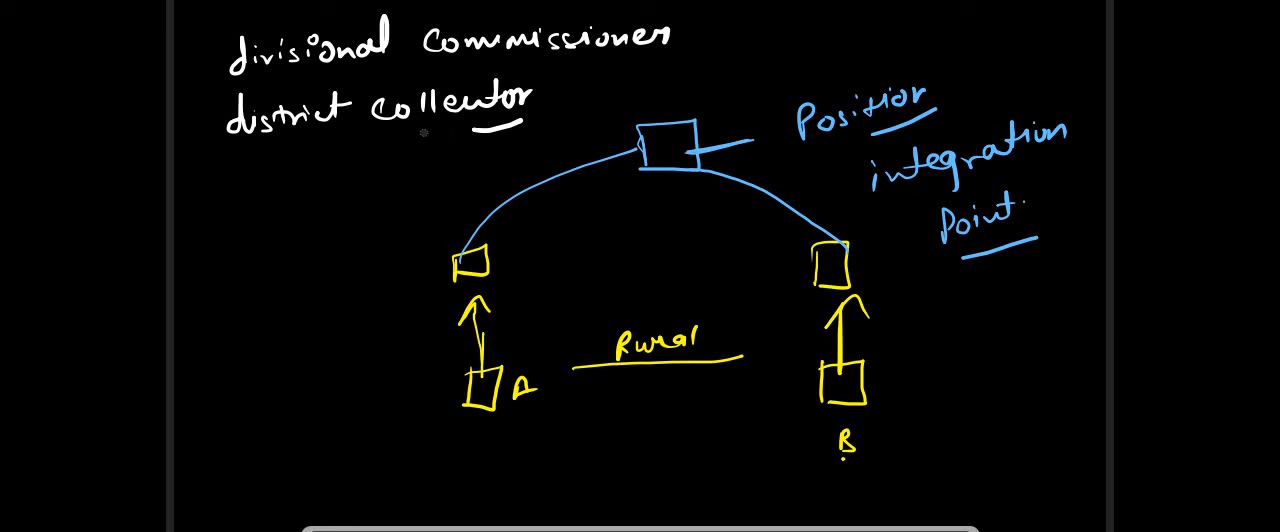 divisional commissioner
district collector
Position
integration
Point.
Rural
A
B